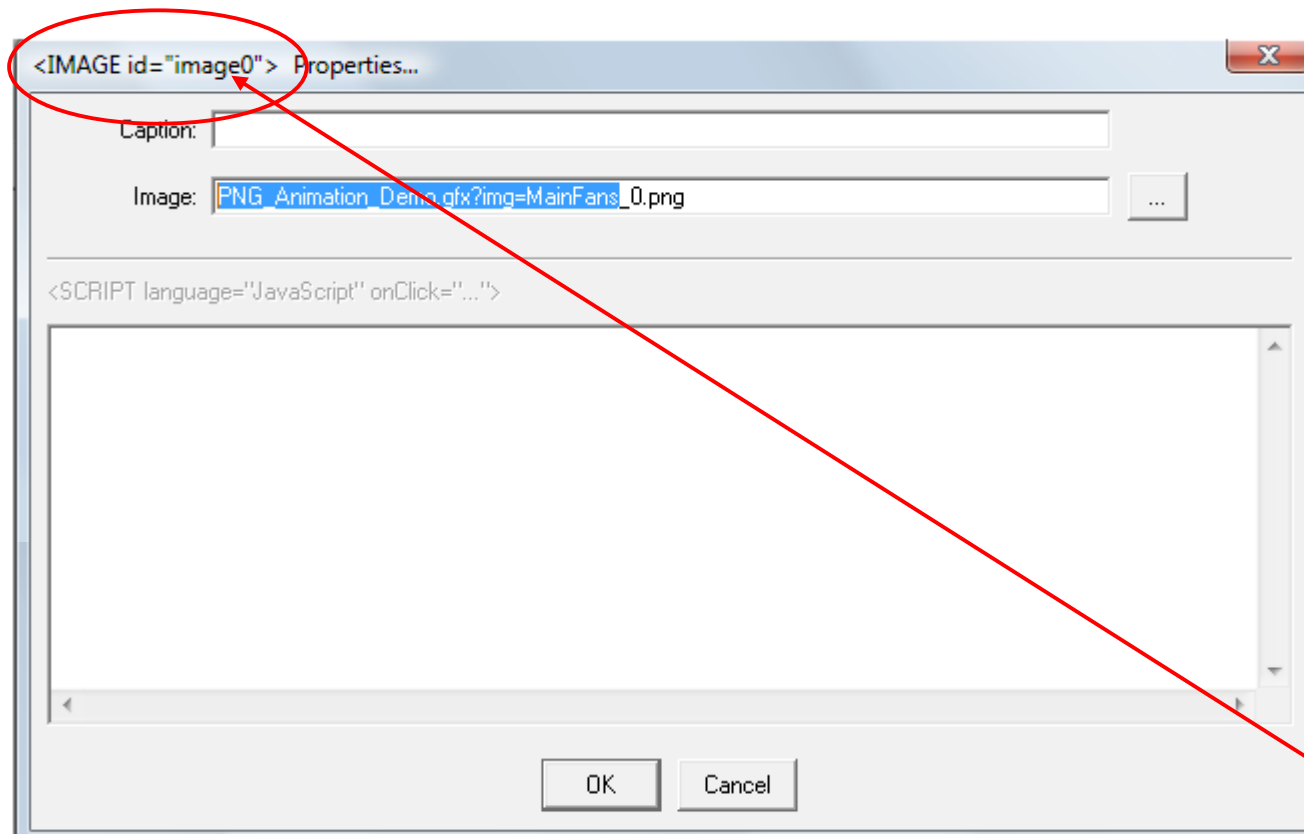 <IMAGE id="image0"> Properties...
X
Caption:
Image: PNG_Animation_Demo.gfx?img=MainFans_0.png
...
<SCRIPT language="JavaScript" onClick="...">
OK Cancel